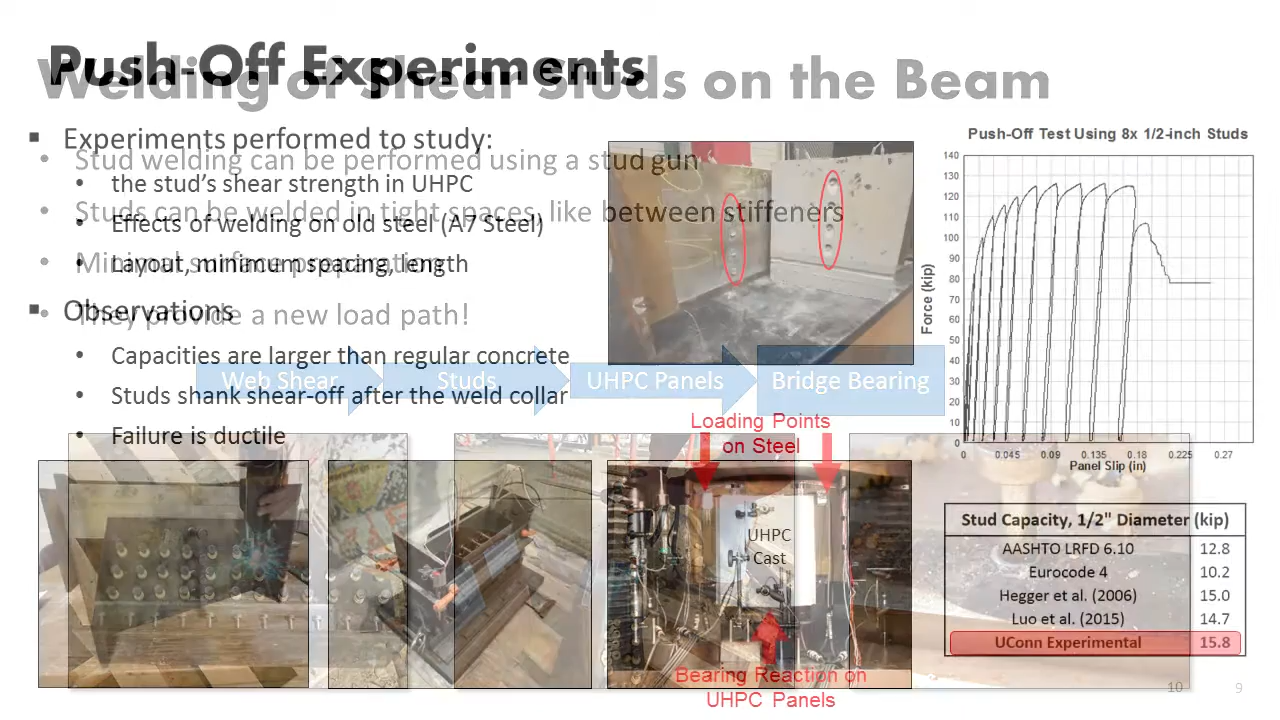 Push-Off Experiments
Welding of Shear Studs on the Beam
▪ Experiments performed to study:
• the stud's shear strength in UHPC
• Effects of welding on old steel (A7 Steel)
• Layout, minimum spacing, length
▪ Observations
• Capacities are larger than regular concrete
• Studs shank shear-off after the weld collar
• Failure is ductile
• Stud welding can be performed using a stud gun
• Studs can be welded in tight spaces, like between stiffeners
• Minimum surface preparation
• They provide a new load path!
Web Shear
Studs
UHPC Panels
Bridge Bearing
Loading Points
on Steel
UHPC
Cast
Bearing Reaction on
UHPC Panels
Push-Off Test Using 8x 1/2-inch Studs
Force (kip)
140
130
120
110
100
90
80
70
60
50
40
30
20
10
0
0 0.045 0.09 0.135 0.18 0.225 0.27
Panel Slip (in)
Stud Capacity, 1/2" Diameter (kip)
AASHTO LRFD 6.10 12.8
Eurocode 4 10.2
Hegger et al. (2006) 15.0
Luo et al. (2015) 14.7
UConn Experimental 15.8
10
9